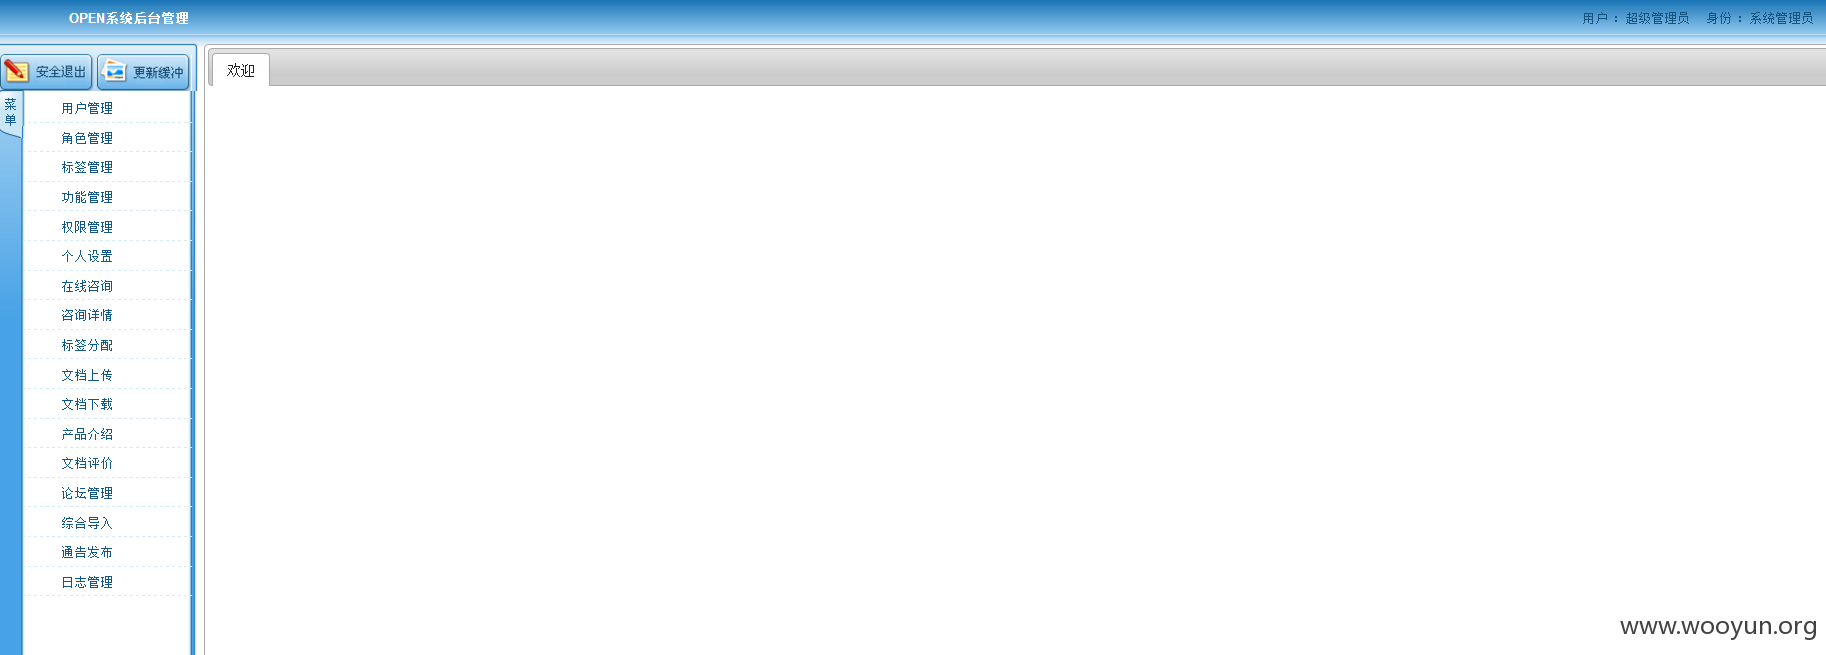 OPEN系统后台管理
用户 : 超级管理员 身份 : 系统管理员
安全退出 更新缓冲
欢迎
菜单
用户管理
角色管理
标签管理
功能管理
权限管理
个人设置
在线咨询
咨询详情
标签分配
文档上传
文档下载
产品介绍
文档评价
论坛管理
综合导入
通告发布
日志管理
www.wooyun.org